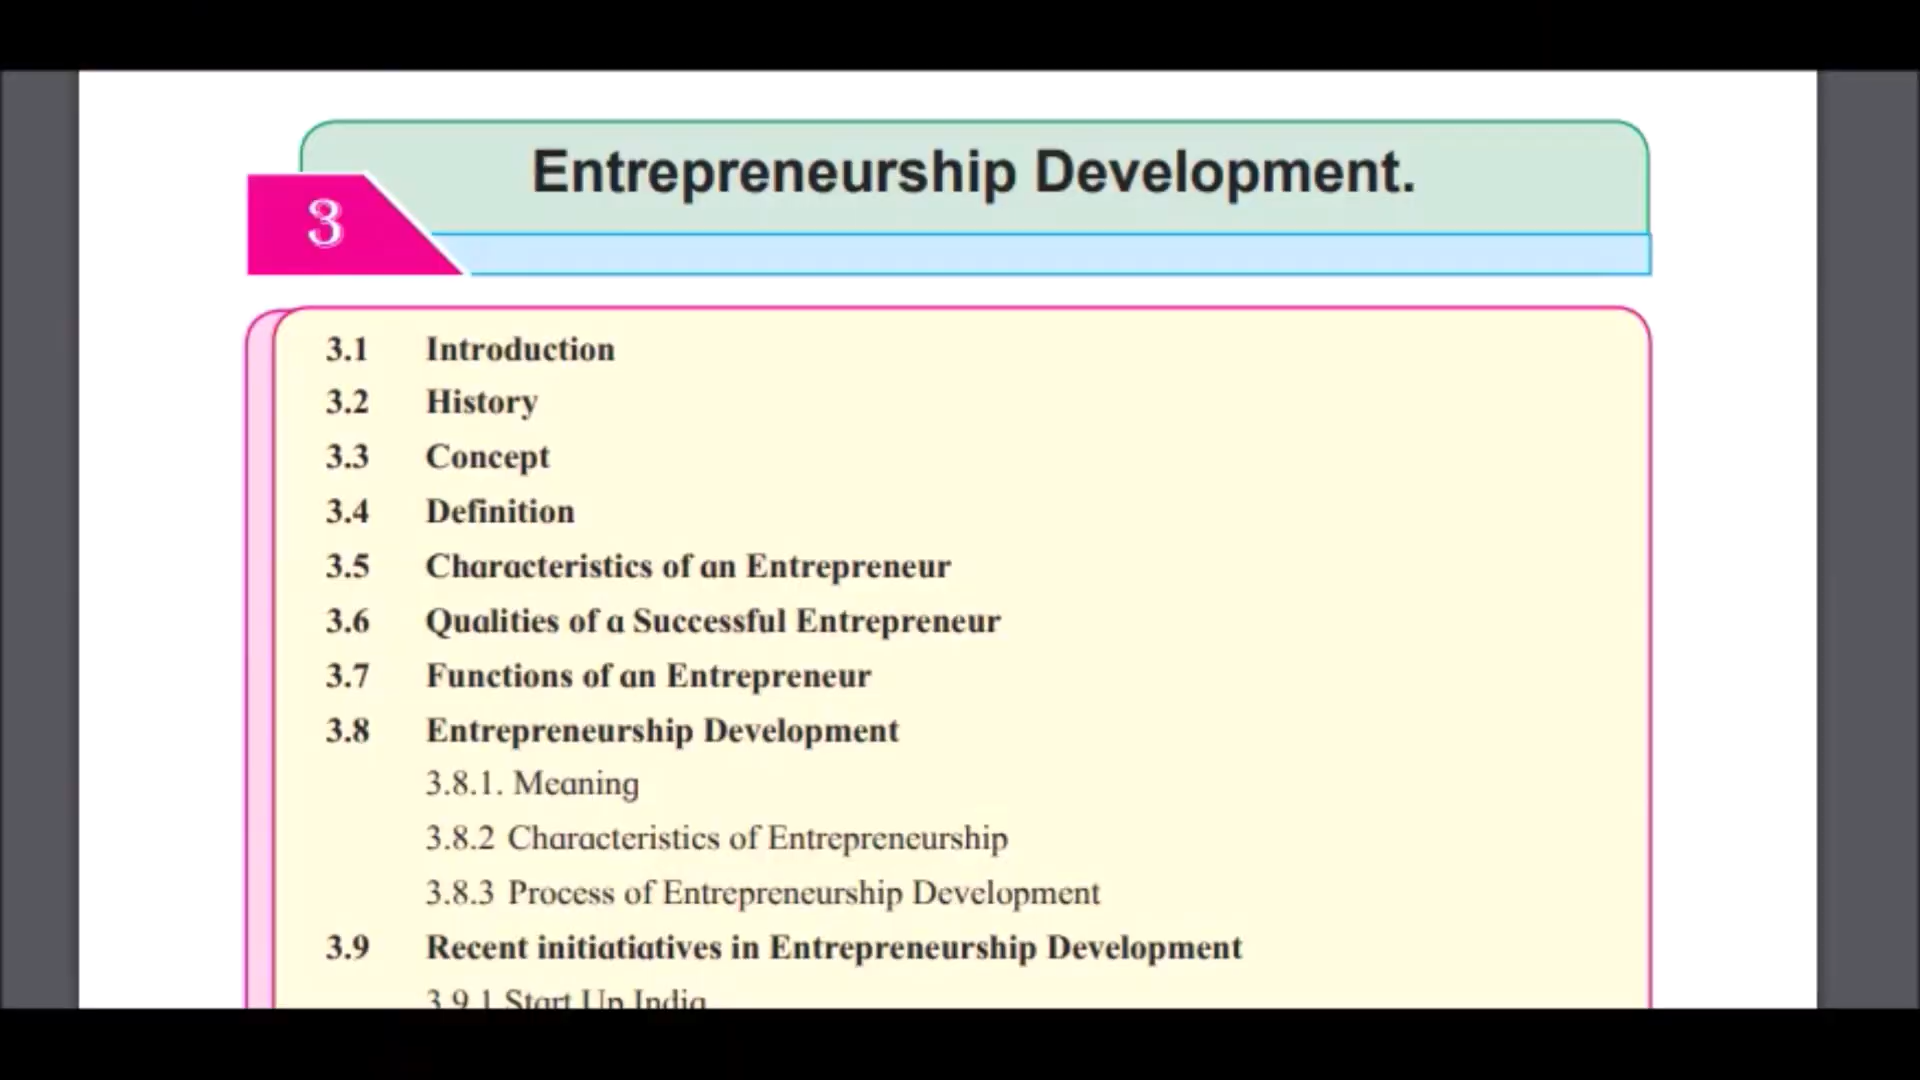 Entrepreneurship Development.
3
3.1 Introduction
3.2 History
3.3 Concept
3.4 Definition
3.5 Characteristics of an Entrepreneur
3.6 Qualities of a Successful Entrepreneur
3.7 Functions of an Entrepreneur
3.8 Entrepreneurship Development
3.8.1. Meaning
3.8.2 Characteristics of Entrepreneurship
3.8.3 Process of Entrepreneurship Development
3.9 Recent initiatiatives in Entrepreneurship Development
3.9.1 Start Up India